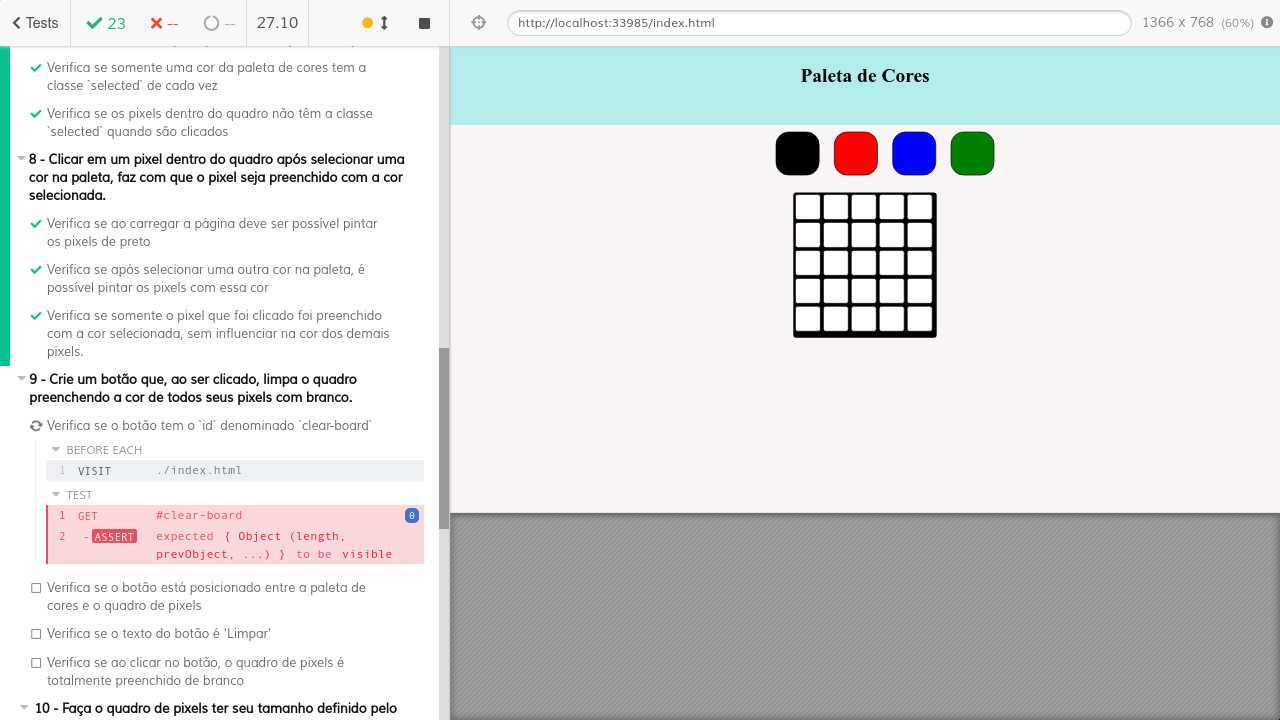 Tests
23
--
--
27.10
http://localhost:33985/index.html
1366 x 768 (60%)
Verifica se somente uma cor da paleta de cores tem a
classe `selected` de cada vez
Verifica se os pixels dentro do quadro não têm a classe
`selected` quando são clicados
8 - Clicar em um pixel dentro do quadro após selecionar uma
cor na paleta, faz com que o pixel seja preenchido com a cor
selecionada.
Verifica se ao carregar a página deve ser possível pintar
os pixels de preto
Verifica se após selecionar uma outra cor na paleta, é
possível pintar os pixels com essa cor
Verifica se somente o pixel que foi clicado foi preenchido
com a cor selecionada, sem influenciar na cor dos demais
pixels.
9 - Crie um botão que, ao ser clicado, limpa o quadro
preenchendo a cor de todos seus pixels com branco.
Verifica se o botão tem o `id` denominado `clear-board`
BEFORE EACH
1 VISIT ./index.html
TEST
1 GET #clear-board 0
2 -ASSERT expected { Object (length,
prevObject, ...) } to be visible
Verifica se o botão está posicionado entre a paleta de
cores e o quadro de pixels
Verifica se o texto do botão é 'Limpar'
Verifica se ao clicar no botão, o quadro de pixels é
totalmente preenchido de branco
10 - Faça o quadro de pixels ter seu tamanho definido pelo
Paleta de Cores